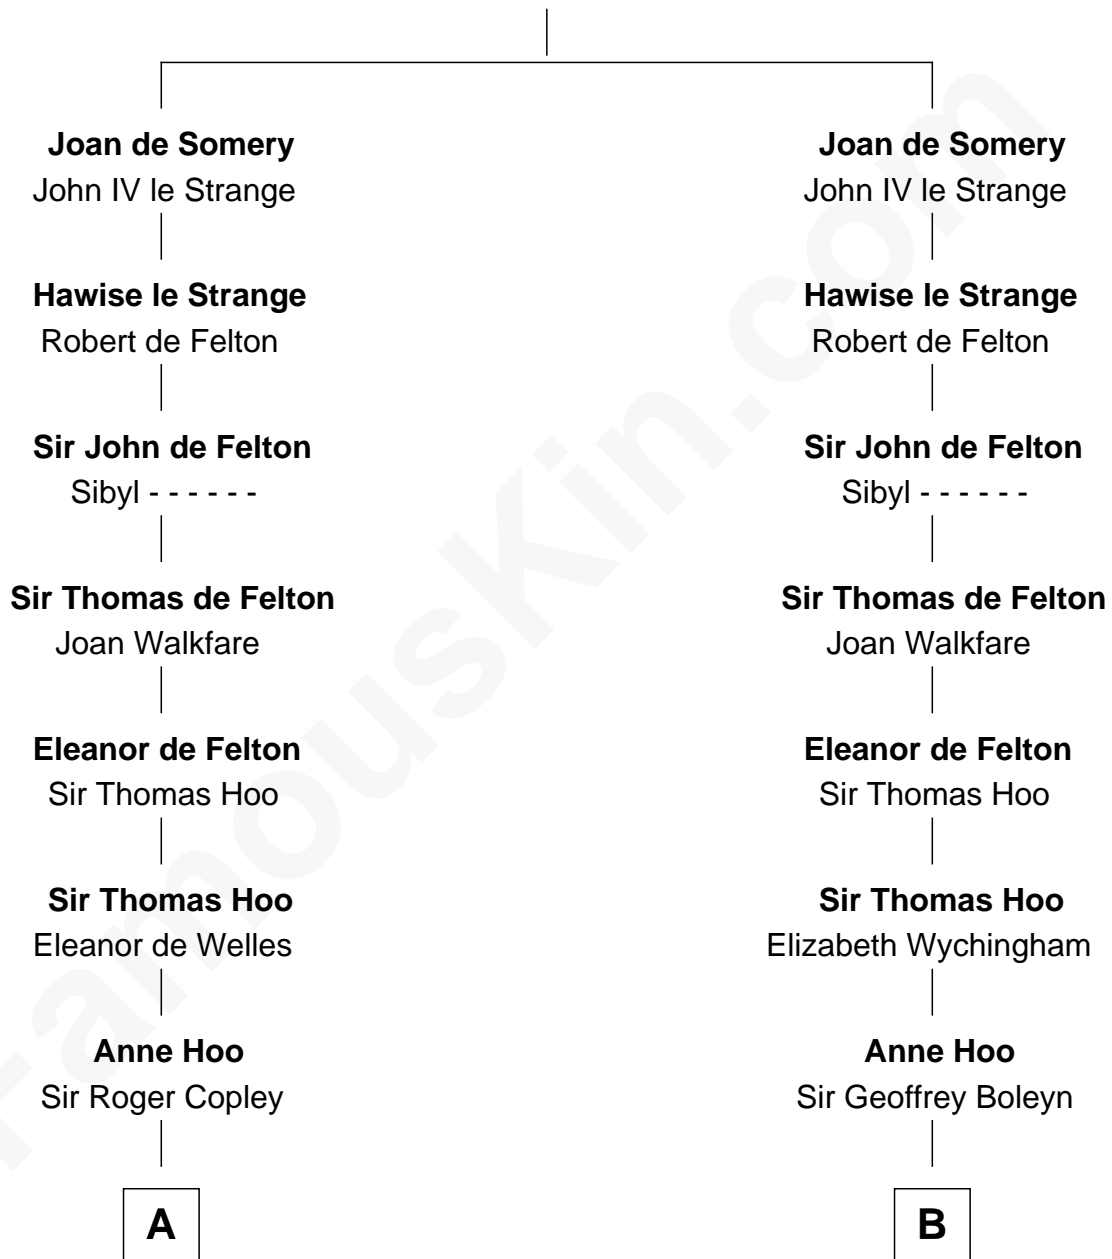 Joan de Somery
John IV le Strange
Hawise le Strange
Robert de Felton
Sir John de Felton
Sibyl - - - - - -
Sir Thomas de Felton
Joan Walkfare
Eleanor de Felton
Sir Thomas Hoo
Sir Thomas Hoo
Eleanor de Welles
Anne Hoo
Sir Roger Copley
A
Joan de Somery
John IV le Strange
Hawise le Strange
Robert de Felton
Sir John de Felton
Sibyl - - - - - -
Sir Thomas de Felton
Joan Walkfare
Eleanor de Felton
Sir Thomas Hoo
Sir Thomas Hoo
Elizabeth Wychingham
Anne Hoo
Sir Geoffrey Boleyn
B
FamousKin.com